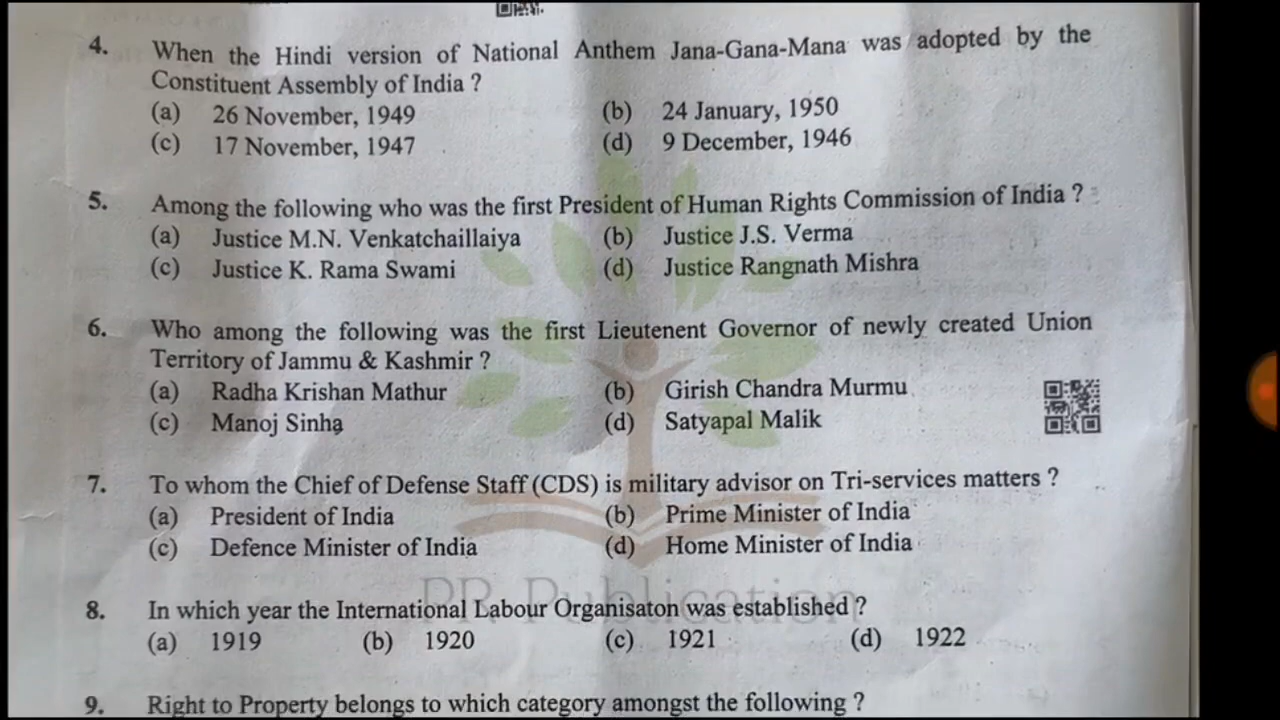 4. When the Hindi version of National Anthem Jana-Gana-Mana was adopted by the
Constituent Assembly of India ?
(a) 26 November, 1949 (b) 24 January, 1950
(c) 17 November, 1947 (d) 9 December, 1946
5. Among the following who was the first President of Human Rights Commission of India ?
(a) Justice M.N. Venkatchaillaiya (b) Justice J.S. Verma
(c) Justice K. Rama Swami (d) Justice Rangnath Mishra
6. Who among the following was the first Lieutenent Governor of newly created Union
Territory of Jammu & Kashmir ?
(a) Radha Krishan Mathur (b) Girish Chandra Murmu
(c) Manoj Sinha (d) Satyapal Malik
7. To whom the Chief of Defense Staff (CDS) is military advisor on Tri-services matters ?
(a) President of India (b) Prime Minister of India
(c) Defence Minister of India (d) Home Minister of India
PR Publication
8. In which year the International Labour Organisaton was established ?
(a) 1919 (b) 1920 (c) 1921 (d) 1922
9. Right to Property belongs to which category amongst the following ?